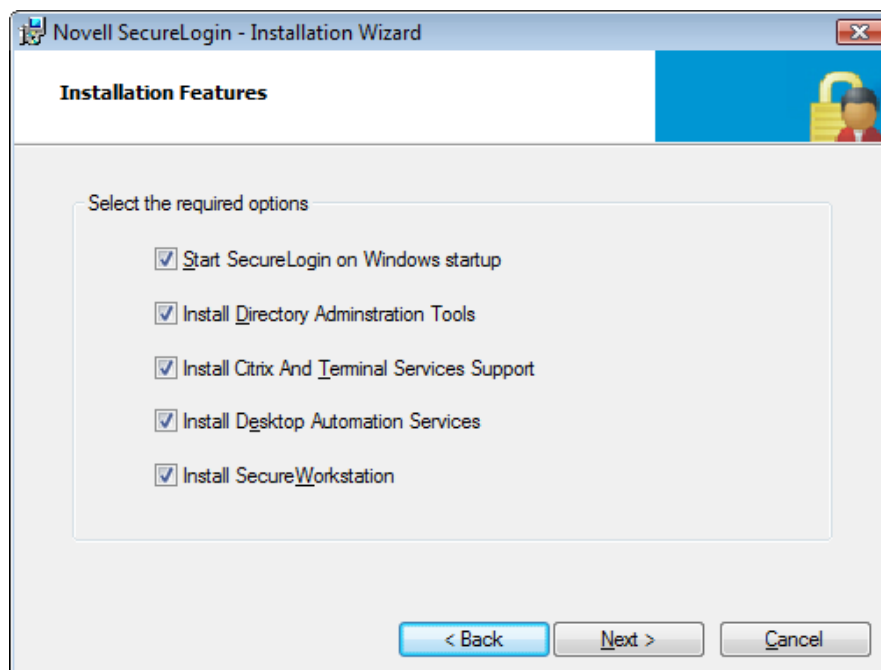 Novell SecureLogin - Installation Wizard
Installation Features
Select the required options
Start SecureLogin on Windows startup
Install Directory Adminstration Tools
Install Citrix And Terminal Services Support
Install Desktop Automation Services
Install SecureWorkstation
< Back Next > Cancel